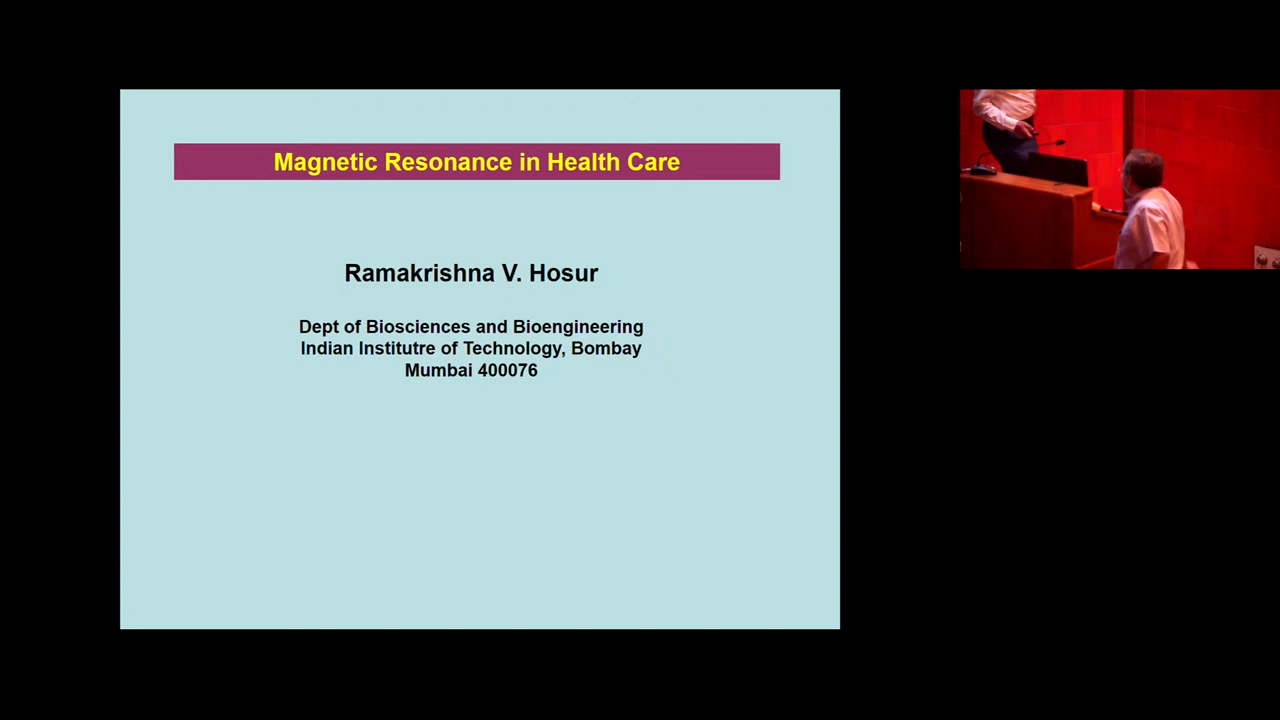 Magnetic Resonance in Health Care
Ramakrishna V. Hosur
Dept of Biosciences and Bioengineering
Indian Institutre of Technology, Bombay
Mumbai 400076